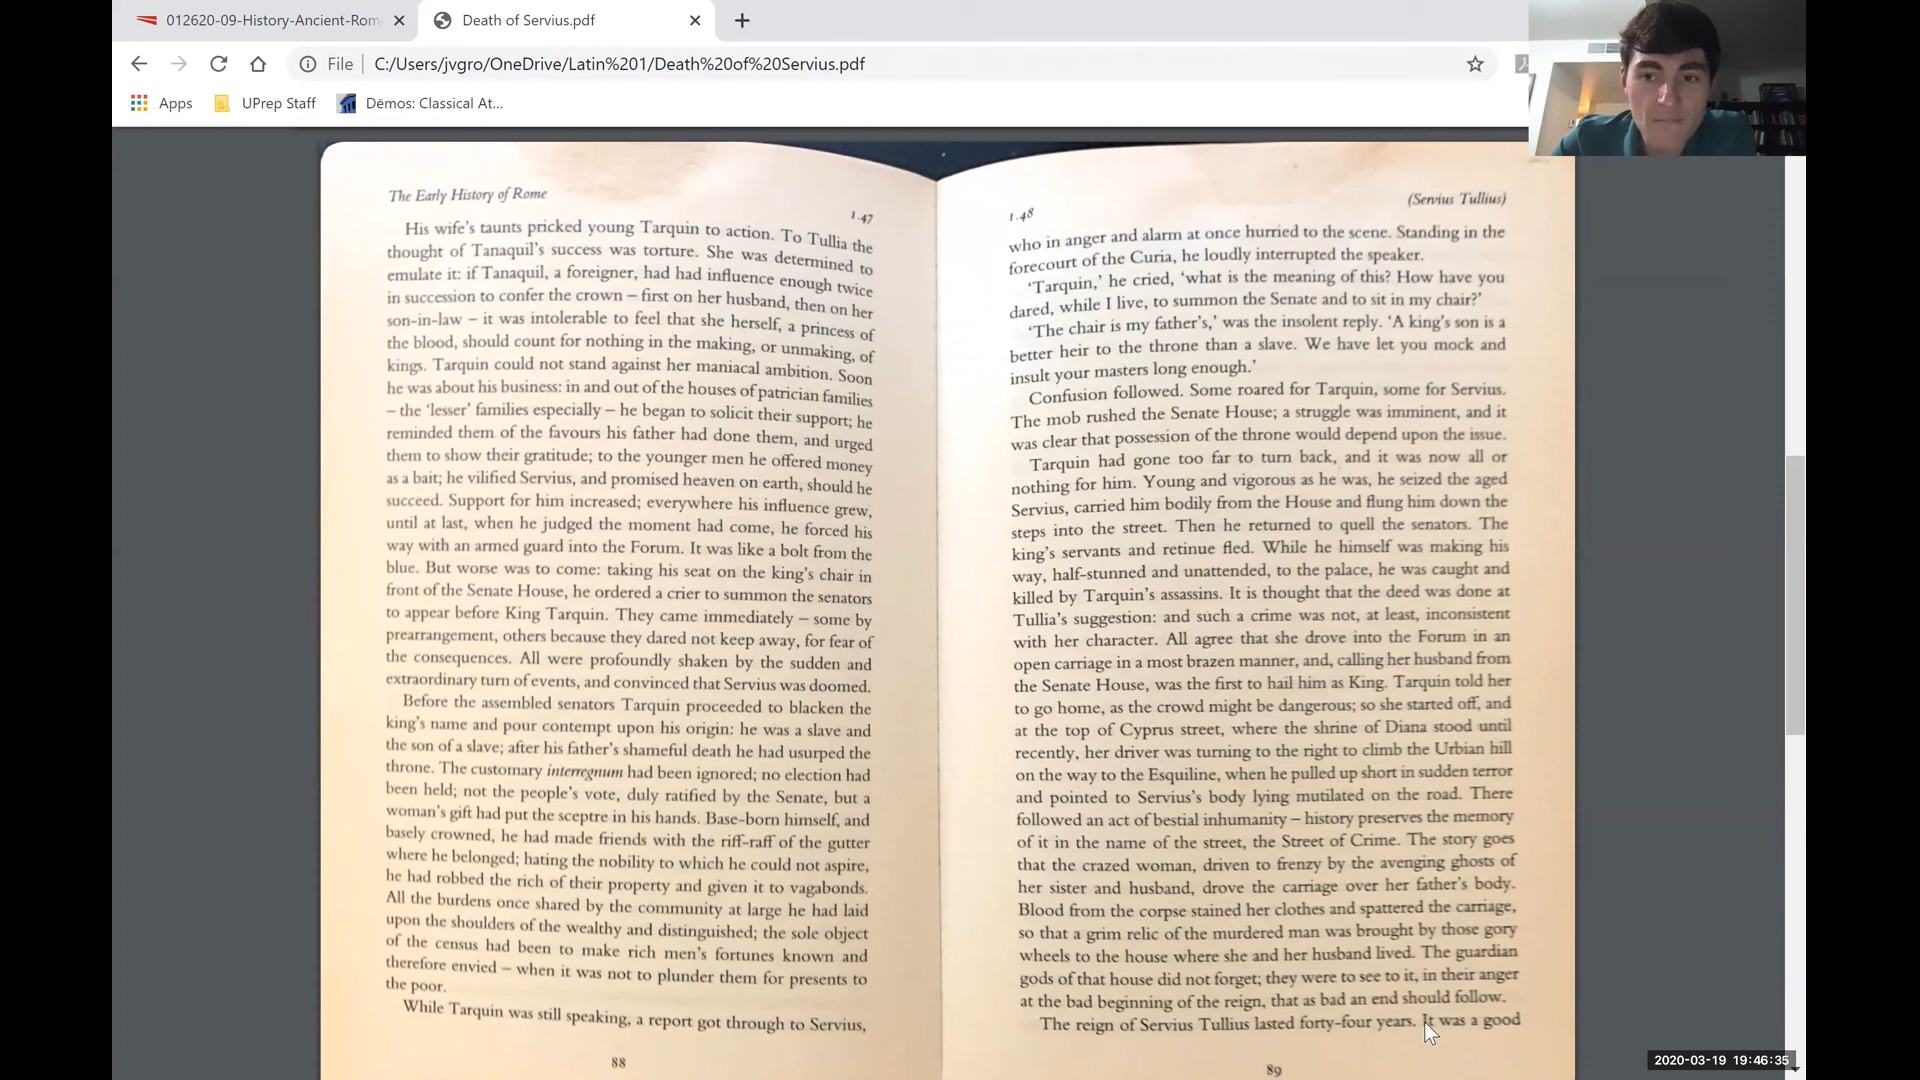 012620-09-History-Ancient-Rom
Death of Servius.pdf
File
C:/Users/jvgro/OneDrive/Latin%201/Death%20of%20Servius.pdf
Apps
UPrep Staff
Dēmos: Classical At...
The Early History of Rome
1.47
His wife's taunts pricked young Tarquin to action. To Tullia the
thought of Tanaquil's success was torture. She was determined to
emulate it: if Tanaquil, a foreigner, had had influence enough twice
in succession to confer the crown – first on her husband, then on her
son-in-law – it was intolerable to feel that she herself, a princess of
the blood, should count for nothing in the making, or unmaking, of
kings. Tarquin could not stand against her maniacal ambition. Soon
he was about his business: in and out of the houses of patrician families
– the 'lesser' families especially – he began to solicit their support; he
reminded them of the favours his father had done them, and urged
them to show their gratitude; to the younger men he offered money
as a bait; he vilified Servius, and promised heaven on earth, should he
succeed. Support for him increased; everywhere his influence grew,
until at last, when he judged the moment had come, he forced his
way with an armed guard into the Forum. It was like a bolt from the
blue. But worse was to come: taking his seat on the king's chair in
front of the Senate House, he ordered a crier to summon the senators
to appear before King Tarquin. They came immediately – some by
prearrangement, others because they dared not keep away, for fear of
the consequences. All were profoundly shaken by the sudden and
extraordinary turn of events, and convinced that Servius was doomed.
Before the assembled senators Tarquin proceeded to blacken the
king's name and pour contempt upon his origin: he was a slave and
the son of a slave; after his father's shameful death he had usurped the
throne. The customary interregnum had been ignored; no election had
been held; not the people's vote, duly ratified by the Senate, but a
woman's gift had put the sceptre in his hands. Base-born himself, and
basely crowned, he had made friends with the riff-raff of the gutter
where he belonged; hating the nobility to which he could not aspire,
he had robbed the rich of their property and given it to vagabonds.
All the burdens once shared by the community at large he had laid
upon the shoulders of the wealthy and distinguished; the sole object
of the census had been to make rich men's fortunes known and
therefore envied – when it was not to plunder them for presents to
the poor.
While Tarquin was still speaking, a report got through to Servius,
88
1.48
(Servius Tullius)
who in anger and alarm at once hurried to the scene. Standing in the
forecourt of the Curia, he loudly interrupted the speaker.
'Tarquin,' he cried, 'what is the meaning of this? How have you
dared, while I live, to summon the Senate and to sit in my chair?'
'The chair is my father's,' was the insolent reply. 'A king's son is a
better heir to the throne than a slave. We have let you mock and
insult your masters long enough.'
Confusion followed. Some roared for Tarquin, some for Servius.
The mob rushed the Senate House; a struggle was imminent, and it
was clear that possession of the throne would depend upon the issue.
Tarquin had gone too far to turn back, and it was now all or
nothing for him. Young and vigorous as he was, he seized the aged
Servius, carried him bodily from the House and flung him down the
steps into the street. Then he returned to quell the senators. The
king's servants and retinue fled. While he himself was making his
way, half-stunned and unattended, to the palace, he was caught and
killed by Tarquin's assassins. It is thought that the deed was done at
Tullia's suggestion: and such a crime was not, at least, inconsistent
with her character. All agree that she drove into the Forum in an
open carriage in a most brazen manner, and, calling her husband from
the Senate House, was the first to hail him as King. Tarquin told her
to go home, as the crowd might be dangerous; so she started off, and
at the top of Cyprus street, where the shrine of Diana stood until
recently, her driver was turning to the right to climb the Urbian hill
on the way to the Esquiline, when he pulled up short in sudden terror
and pointed to Servius's body lying mutilated on the road. There
followed an act of bestial inhumanity – history preserves the memory
of it in the name of the street, the Street of Crime. The story goes
that the crazed woman, driven to frenzy by the avenging ghosts of
her sister and husband, drove the carriage over her father's body.
Blood from the corpse stained her clothes and spattered the carriage,
so that a grim relic of the murdered man was brought by those gory
wheels to the house where she and her husband lived. The guardian
gods of that house did not forget; they were to see to it, in their anger
at the bad beginning of the reign, that as bad an end should follow.
The reign of Servius Tullius lasted forty-four years. It was a good
89
2020-03-19 19:46:35